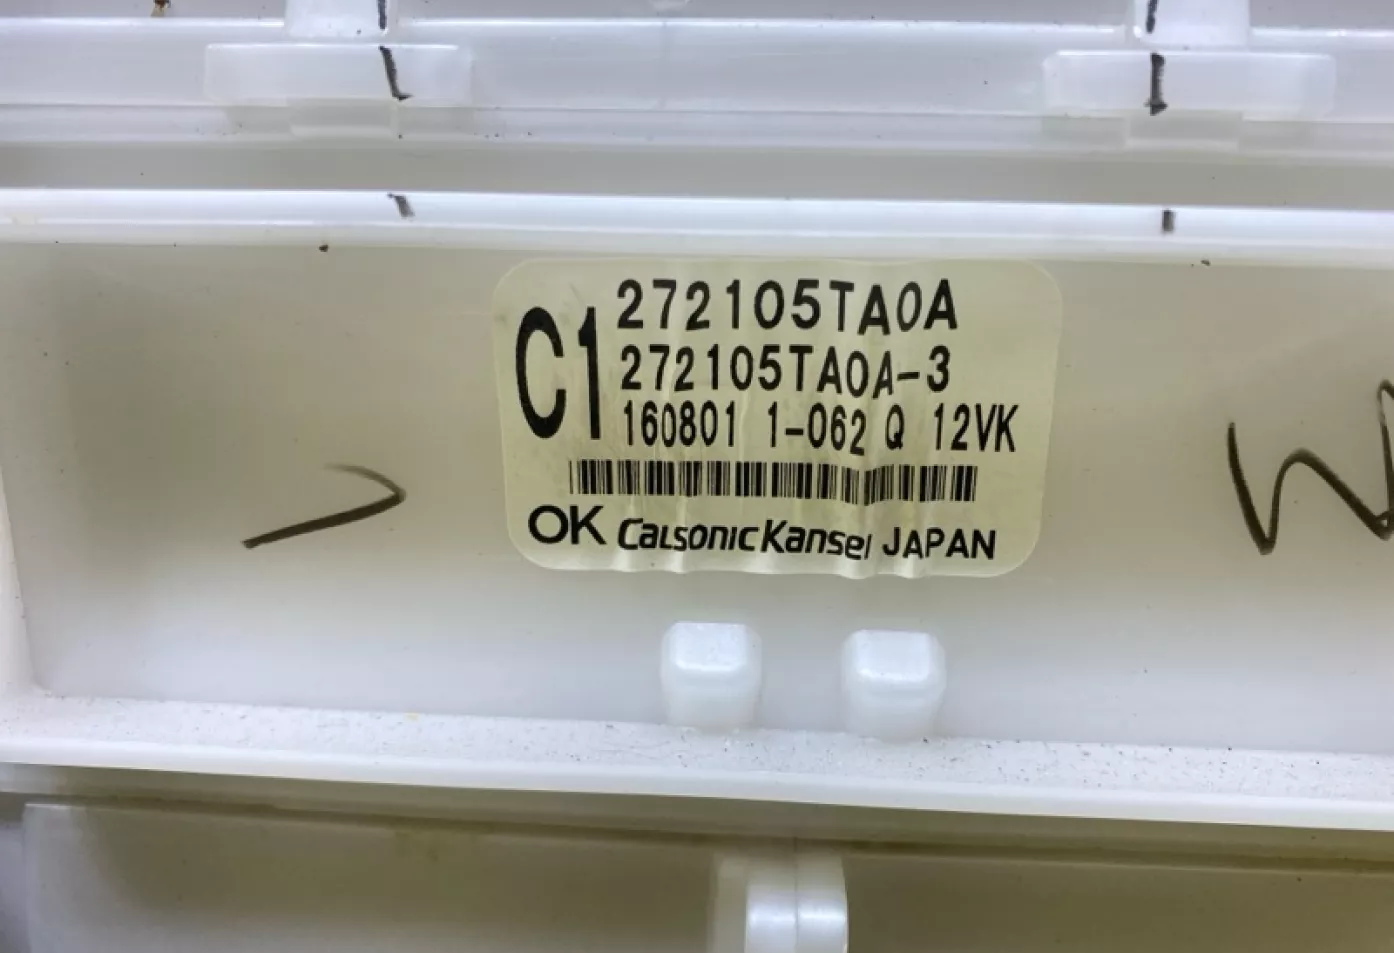 C1
272105TA0A
272105TA0A-3
160801 1-062 Q 12VK
OK CalsonicKansei JAPAN